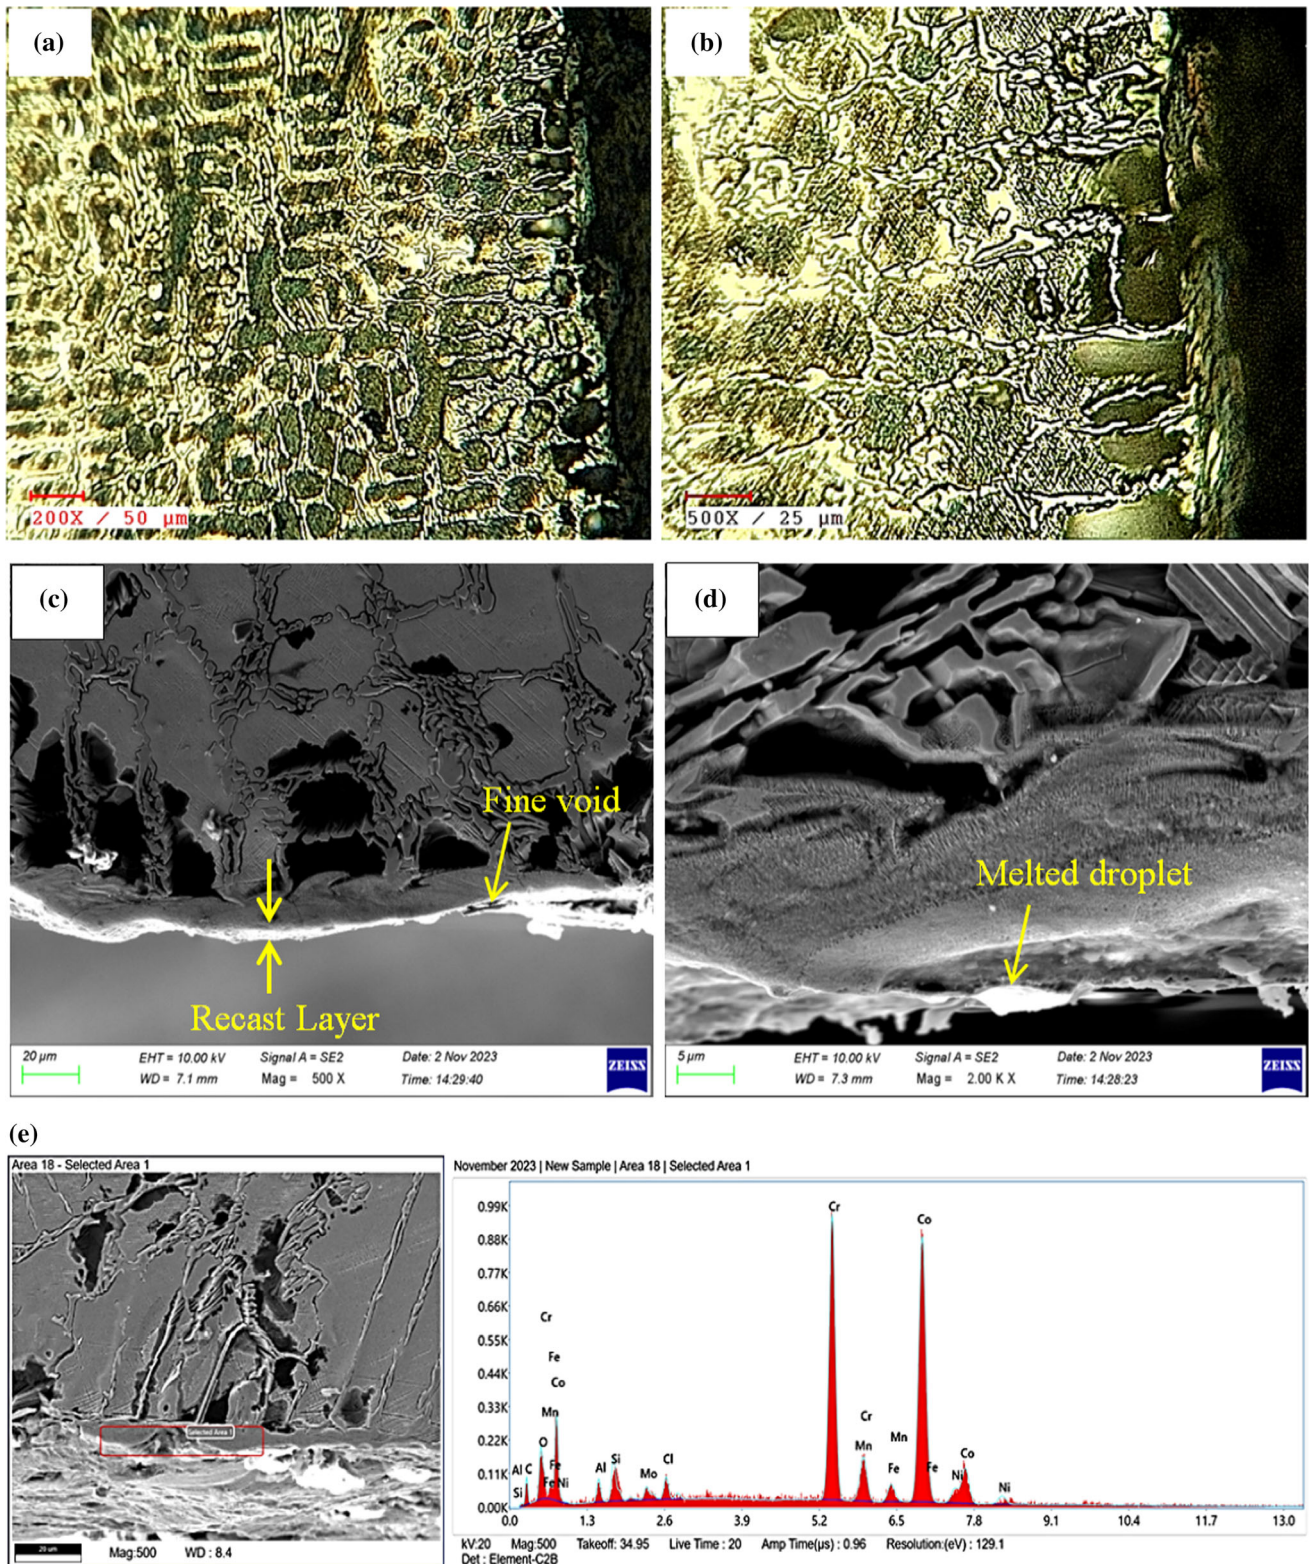 (a)
(b)
200X / 50 µm
500X / 25 µm
(c)
(d)
Fine void
Melted droplet
Recast Layer
20 µm
EHT = 10.00 kV
Signal A = SE2
Date: 2 Nov 2023
WD = 7.1 mm
Mag = 500 X
Time: 14:29:40
ZEISS
5 µm
EHT = 10.00 kV
Signal A = SE2
Date: 2 Nov 2023
WD = 7.3 mm
Mag = 2.00 K X
Time: 14:28:23
ZEISS
(e)
Area 18 - Selected Area 1
Selected Area 1
Mag:500
WD : 8.4
November 2023 | New Sample | Area 18 | Selected Area 1
0.99K
0.88K
0.77K
0.66K
0.55K
0.44K
0.33K
0.22K
0.11K
0.00K
Cr
Fe
Co
Mn
O
Fe
Al
C
Si
Fe
Ni
Al
Si
Mo
Cl
Cr
Cr
Mn
Mn
Fe
Co
Fe
Ni
Co
Ni
0.0
1.3
2.6
3.9
5.2
6.5
7.8
9.1
10.4
11.7
13.0
kV:20
Mag:500
Takeoff: 34.95
Live Time : 20
Amp Time(µs) : 0.96
Resolution:(eV) : 129.1
Det : Element-C2B